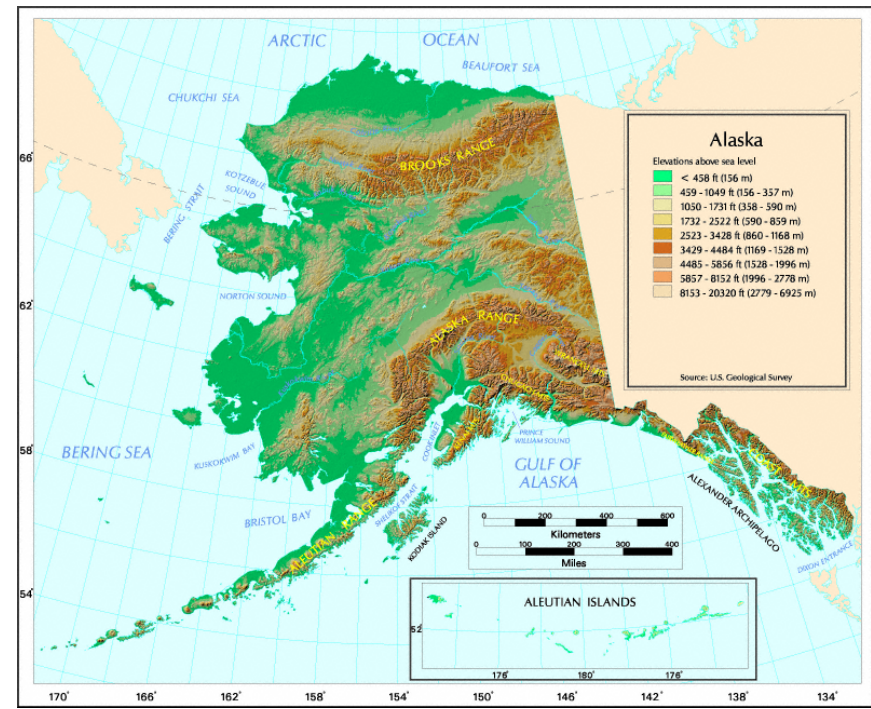 ARCTIC OCEAN
BEAUFORT SEA
CHUKCHI SEA
BROOKS RANGE
KOTZEBUE
SOUND
BERING STRAIT
NORTON SOUND
ALASKA RANGE
BERING SEA
KUSKOKWIM BAY
BRISTOL BAY
COOK INLET
PRINCE
WILLIAM SOUND
GULF OF
ALASKA
SHELIKOF STRAIT
KODIAK ISLAND
ALEUTIAN RANGE
COAST MTS
ALEXANDER ARCHIPELAGO
DIXON ENTRANCE
Alaska
Elevations above sea level
< 458 ft (156 m)
459 - 1049 ft (156 - 357 m)
1050 - 1731 ft (358 - 590 m)
1732 - 2522 ft (590 - 859 m)
2523 - 3428 ft (860 - 1168 m)
3429 - 4484 ft (1169 - 1528 m)
4485 - 5856 ft (1528 - 1996 m)
5857 - 8152 ft (1996 - 2778 m)
8153 - 20320 ft (2779 - 6925 m)
Source: U.S. Geological Survey
0 200 400 600
Kilometers
0 100 200 300 400
Miles
ALEUTIAN ISLANDS
52°
176° 180° 176°
66°
62°
58°
54°
170° 166° 162° 158° 154° 150° 146° 142° 138° 134°